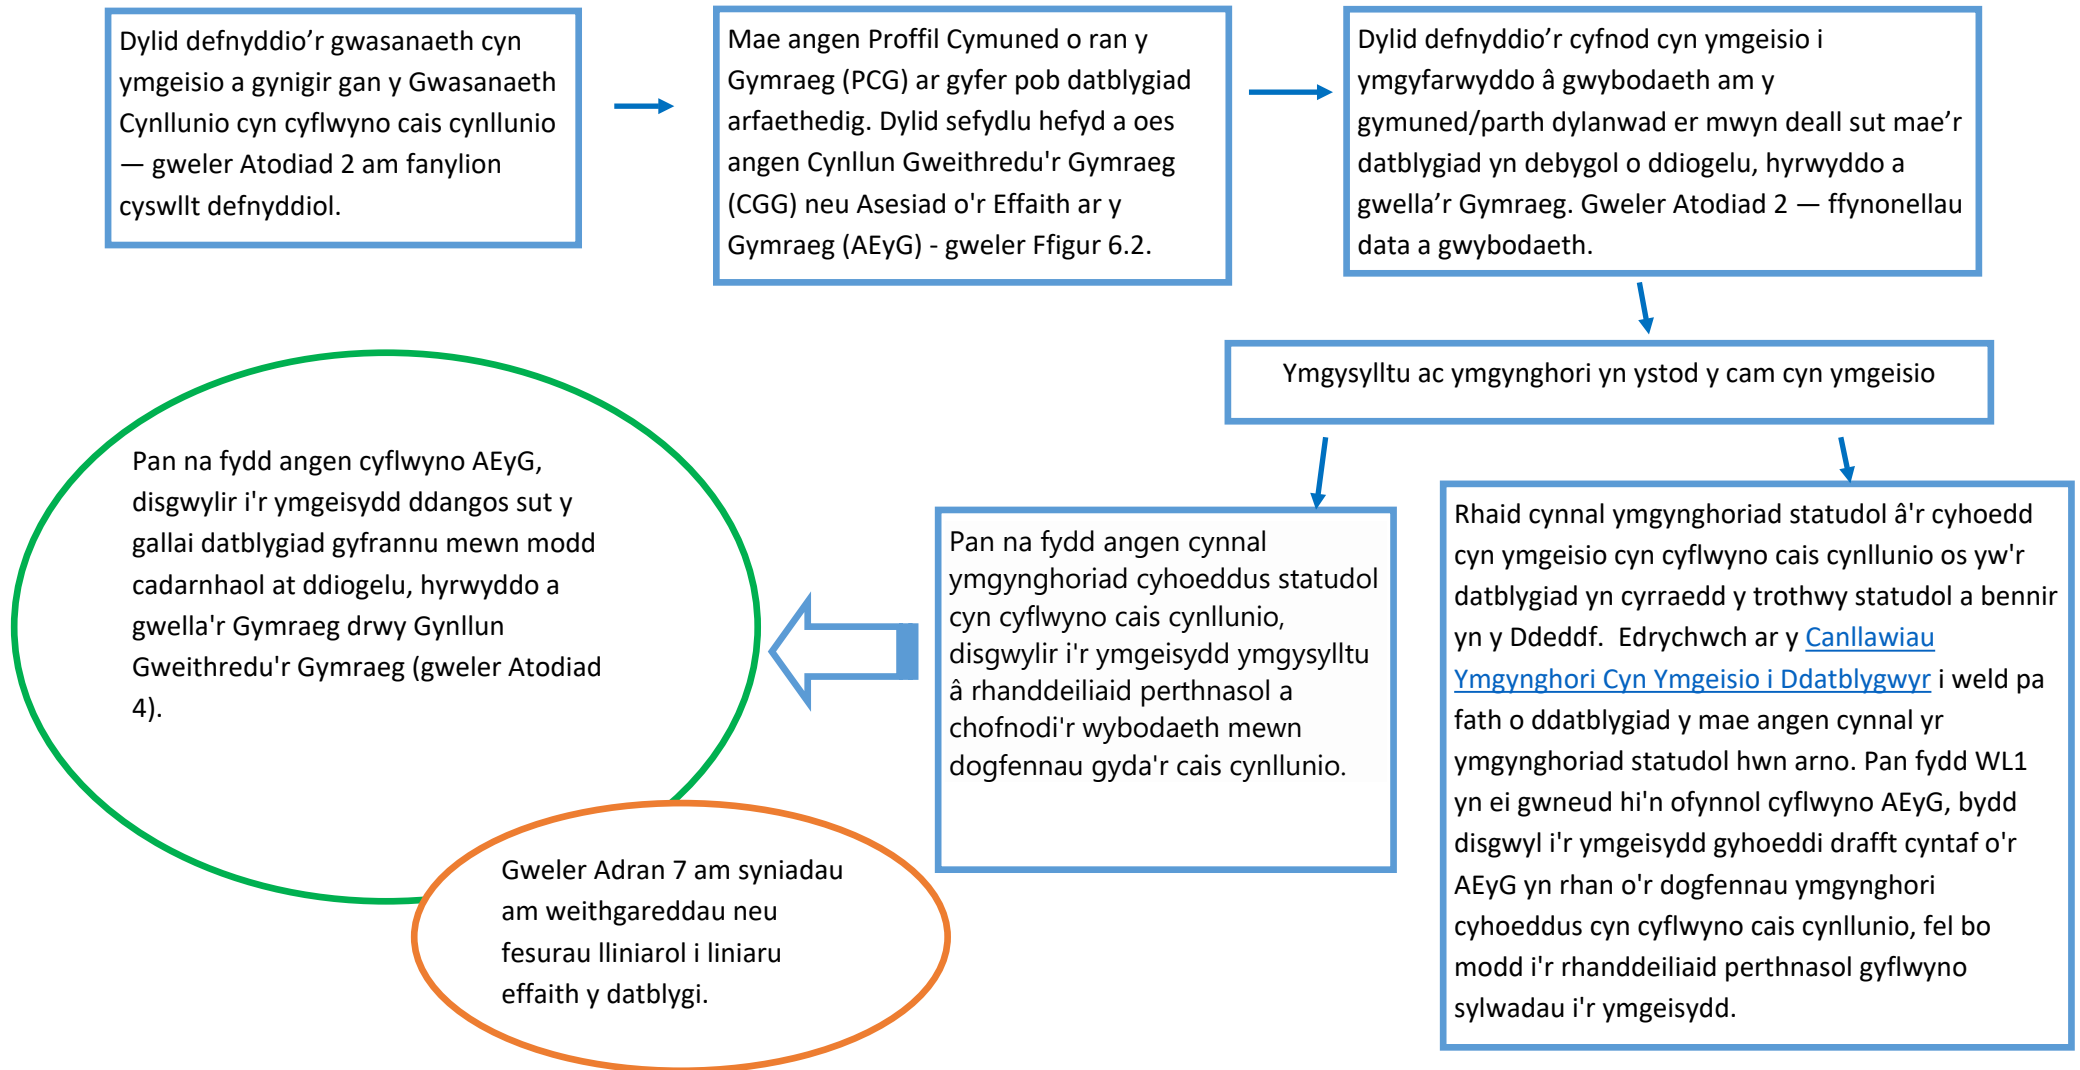 Dylid defnyddio’r gwasanaeth cyn
ymgeisio a gynigir gan y Gwasanaeth
Cynllunio cyn cyflwyno cais cynllunio
— gweler Atodiad 2 am fanylion
cyswllt defnyddiol.
Mae angen Proffil Cymuned o ran y
Gymraeg (PCG) ar gyfer pob datblygiad
arfaethedig. Dylid sefydlu hefyd a oes
angen Cynllun Gweithredu'r Gymraeg
(CGG) neu Asesiad o'r Effaith ar y
Gymraeg (AEyG) - gweler Ffigur 6.2.
Dylid defnyddio’r cyfnod cyn ymgeisio i
ymgyfarwyddo â gwybodaeth am y
gymuned/parth dylanwad er mwyn deall sut mae’r
datblygiad yn debygol o ddiogelu, hyrwyddo a
gwella’r Gymraeg. Gweler Atodiad 2 — ffynonellau
data a gwybodaeth.
Ymgysylltu ac ymgynghori yn ystod y cam cyn ymgeisio
Rhaid cynnal ymgynghoriad statudol â'r cyhoedd
cyn ymgeisio cyn cyflwyno cais cynllunio os yw'r
datblygiad yn cyrraedd y trothwy statudol a bennir
yn y Ddeddf.  Edrychwch ar y Canllawiau
Ymgynghori Cyn Ymgeisio i Ddatblygwyr i weld pa
fath o ddatblygiad y mae angen cynnal yr
ymgynghoriad statudol hwn arno. Pan fydd WL1
yn ei gwneud hi'n ofynnol cyflwyno AEyG, bydd
disgwyl i'r ymgeisydd gyhoeddi drafft cyntaf o'r
AEyG yn rhan o'r dogfennau ymgynghori
cyhoeddus cyn cyflwyno cais cynllunio, fel bo
modd i'r rhanddeiliaid perthnasol gyflwyno
sylwadau i'r ymgeisydd.
Pan na fydd angen cynnal
ymgynghoriad cyhoeddus statudol
cyn cyflwyno cais cynllunio,
disgwylir i'r ymgeisydd ymgysylltu
â rhanddeiliaid perthnasol a
chofnodi'r wybodaeth mewn
dogfennau gyda'r cais cynllunio.
Pan na fydd angen cyflwyno AEyG,
disgwylir i'r ymgeisydd ddangos sut y
gallai datblygiad gyfrannu mewn modd
cadarnhaol at ddiogelu, hyrwyddo a
gwella'r Gymraeg drwy Gynllun
Gweithredu'r Gymraeg (gweler Atodiad
4).
Gweler Adran 7 am syniadau
am weithgareddau neu
fesurau lliniarol i liniaru
effaith y datblygi.